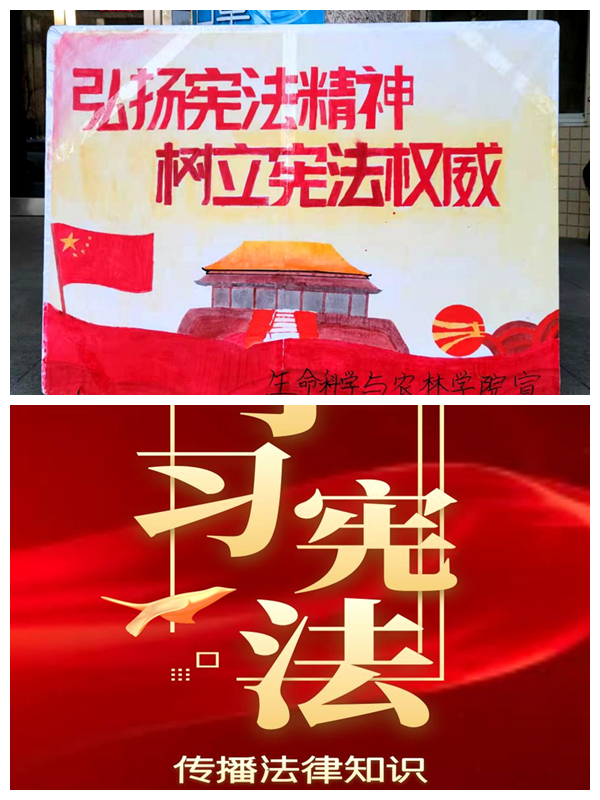 弘扬宪法精神
树立宪法权威
生命科学与农林学院宣
习宪法
传播法律知识